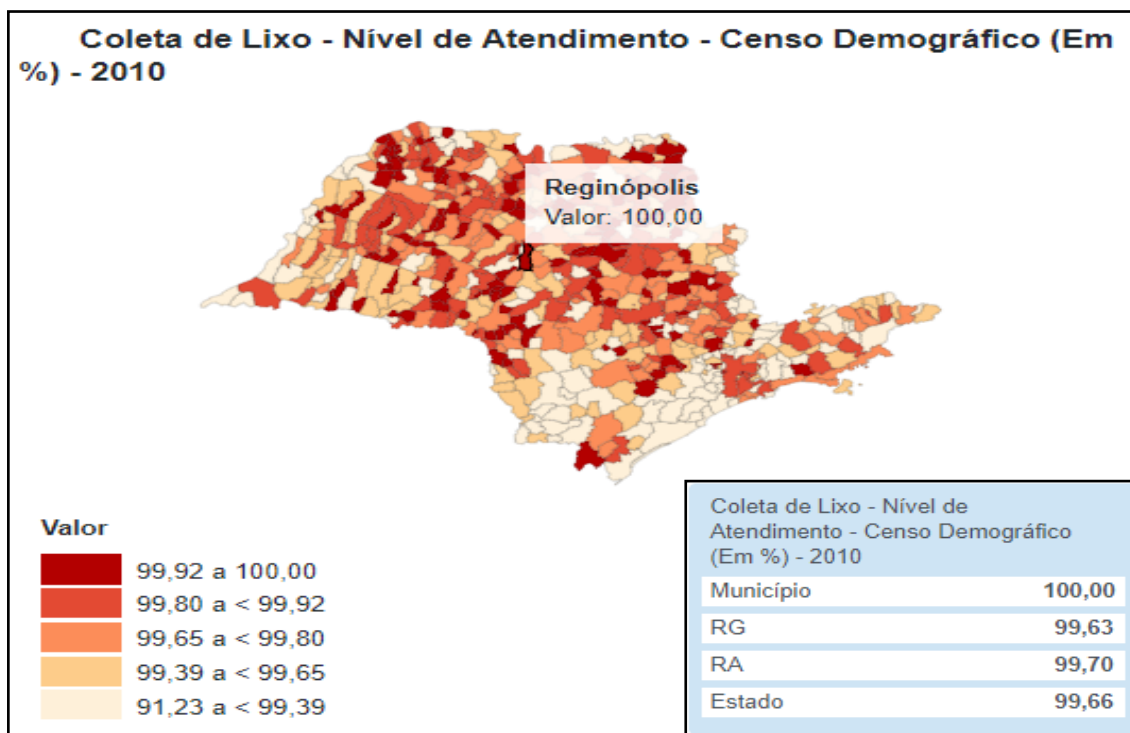 Coleta de Lixo - Nível de Atendimento - Censo Demográfico (Em
%) - 2010
Reginópolis
Valor: 100,00
Valor
99,92 a 100,00
99,80 a < 99,92
99,65 a < 99,80
99,39 a < 99,65
91,23 a < 99,39
Coleta de Lixo - Nível de
Atendimento - Censo Demográfico
(Em %) - 2010
Município 100,00
RG 99,63
RA 99,70
Estado 99,66